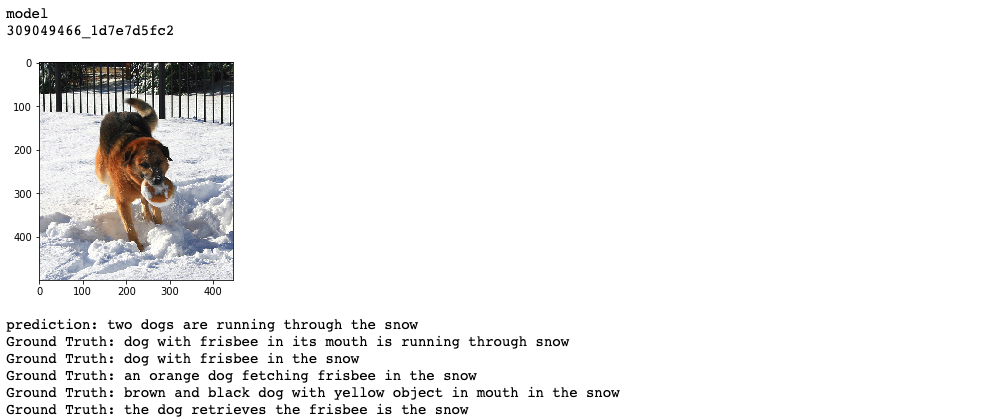 model
309049466_1d7e7d5fc2
0
100
200
300
400
0 100 200 300 400
prediction: two dogs are running through the snow
Ground Truth: dog with frisbee in its mouth is running through snow
Ground Truth: dog with frisbee in the snow
Ground Truth: an orange dog fetching frisbee in the snow
Ground Truth: brown and black dog with yellow object in mouth in the snow
Ground Truth: the dog retrieves the frisbee is the snow